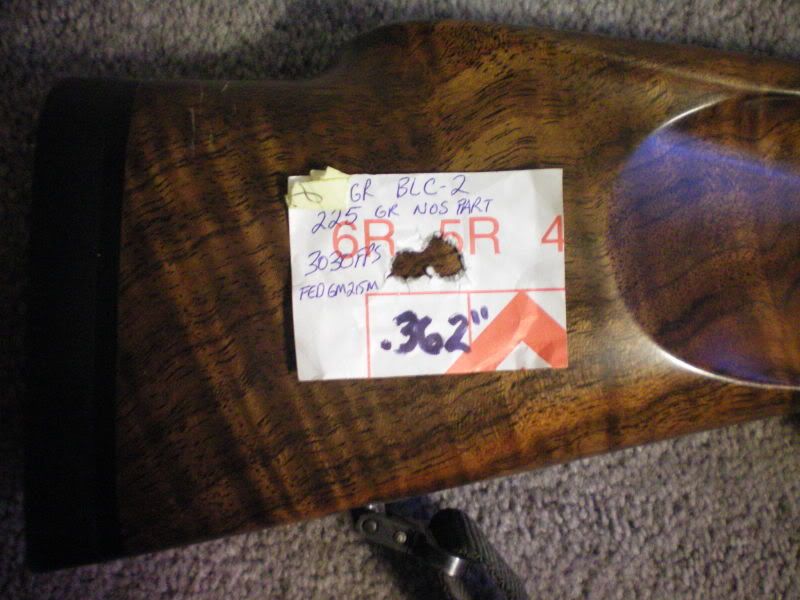 GR BLC-2
225 GR NOS PART
6R 5R 4
3030 FPS
FED GM215M
.362"